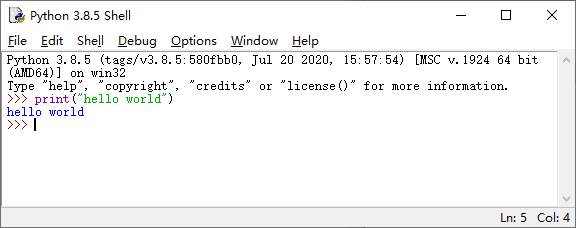 Python 3.8.5 Shell
File Edit Shell Debug Options Window Help
Python 3.8.5 (tags/v3.8.5:580fbb0, Jul 20 2020, 15:57:54) [MSC v.1924 64 bit
(AMD64)] on win32
Type "help", "copyright", "credits" or "license()" for more information.
>>> print("hello world")
hello world
>>>
Ln: 5 Col: 4